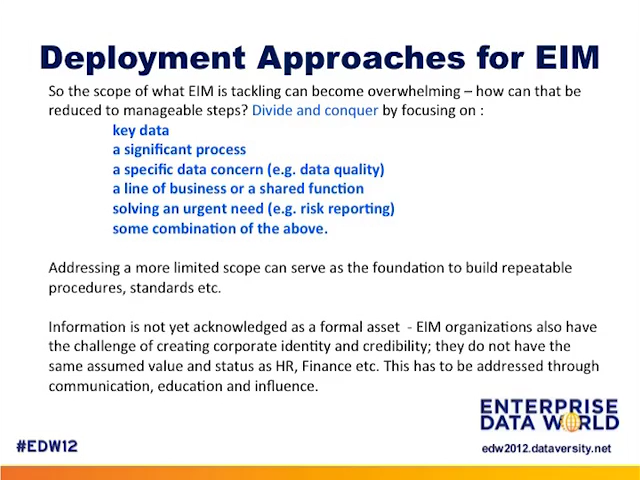 Deployment Approaches for EIM
So the scope of what EIM is tackling can become overwhelming – how can that be
reduced to manageable steps? Divide and conquer by focusing on :
key data
a significant process
a specific data concern (e.g. data quality)
a line of business or a shared function
solving an urgent need (e.g. risk reporting)
some combination of the above.
Addressing a more limited scope can serve as the foundation to build repeatable
procedures, standards etc.
Information is not yet acknowledged as a formal asset - EIM organizations also have
the challenge of creating corporate identity and credibility; they do not have the
same assumed value and status as HR, Finance etc. This has to be addressed through
communication, education and influence.
ENTERPRISE
DATA WORLD
#EDW12
edw2012.dataversity.net